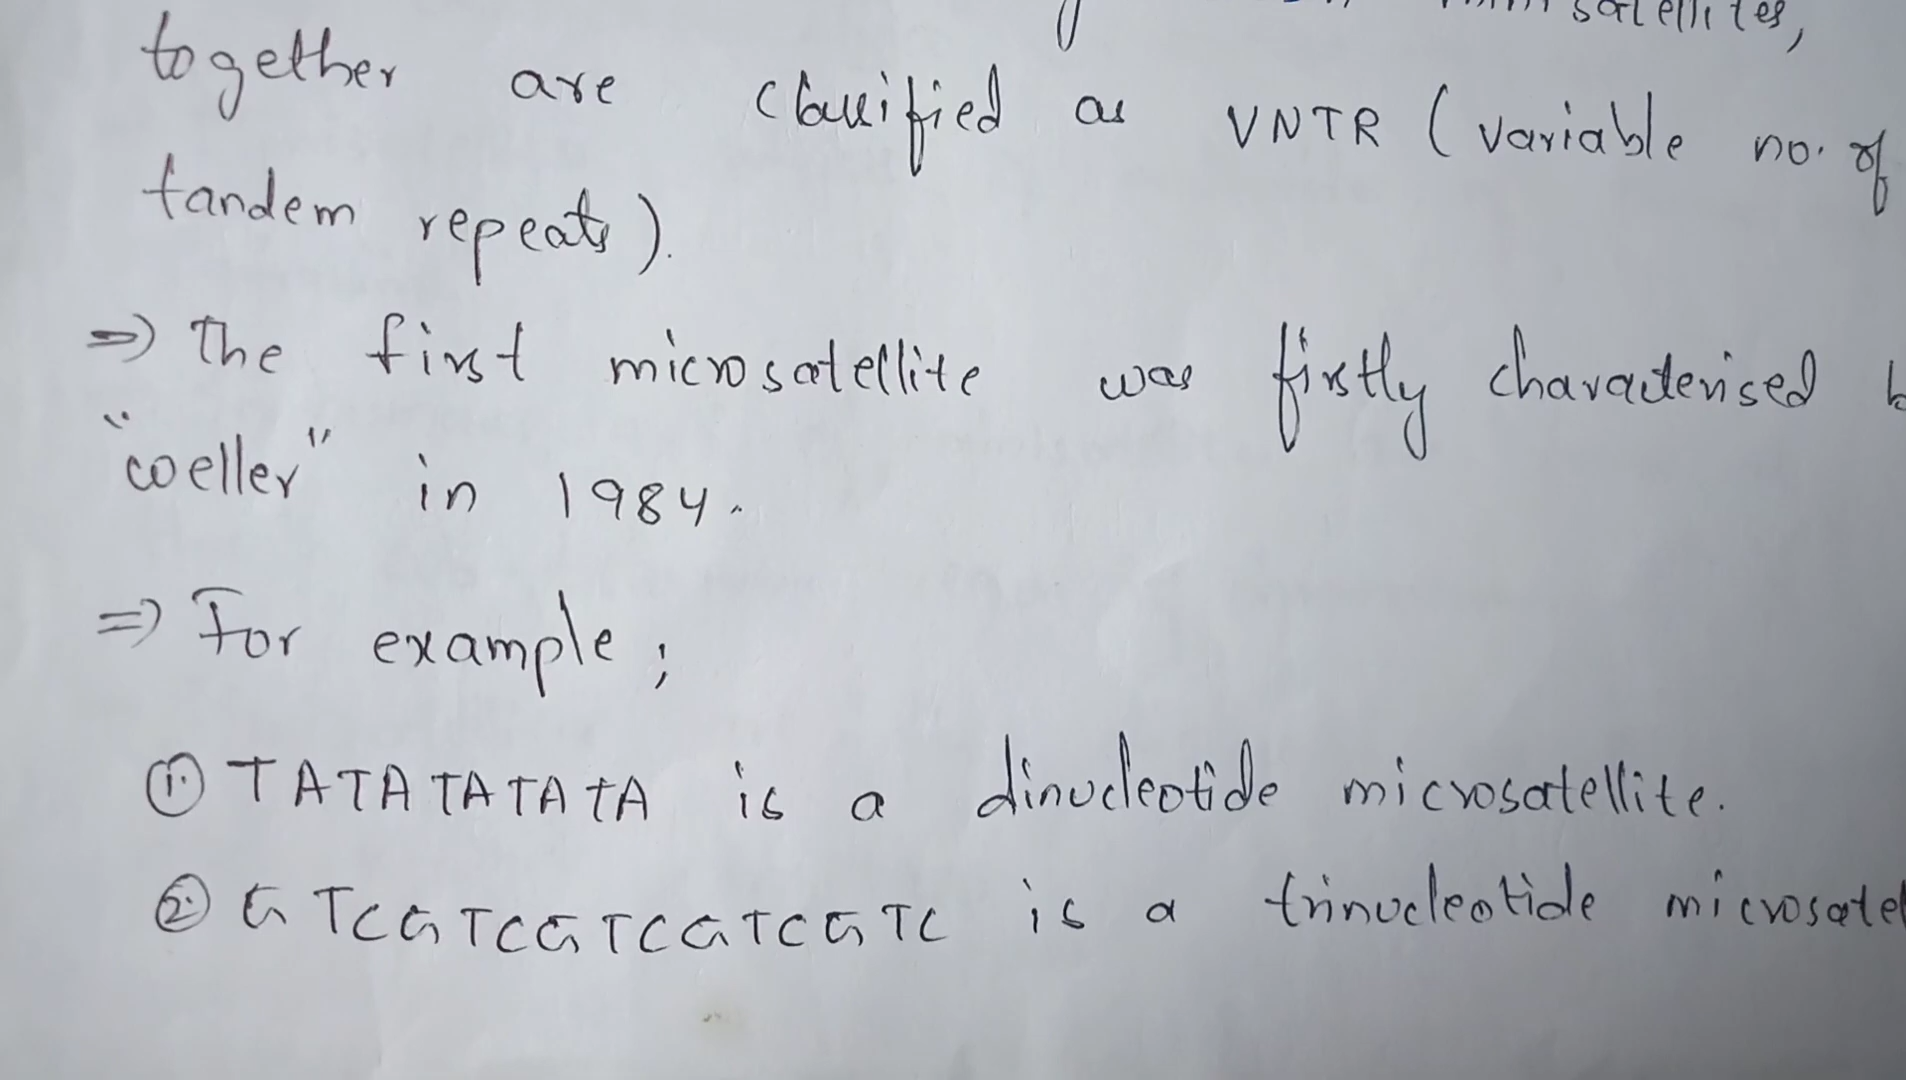 satellites,
together are classified as VNTR (variable no. of
tandem repeats).
⇒ The first microsatellite was firstly characterised b
"coeller" in 1984.
⇒ For example;
① TATATATATA is a dinucleotide microsatellite.
② GTCGTCGTCGTCGTC is a trinucleotide microsatel